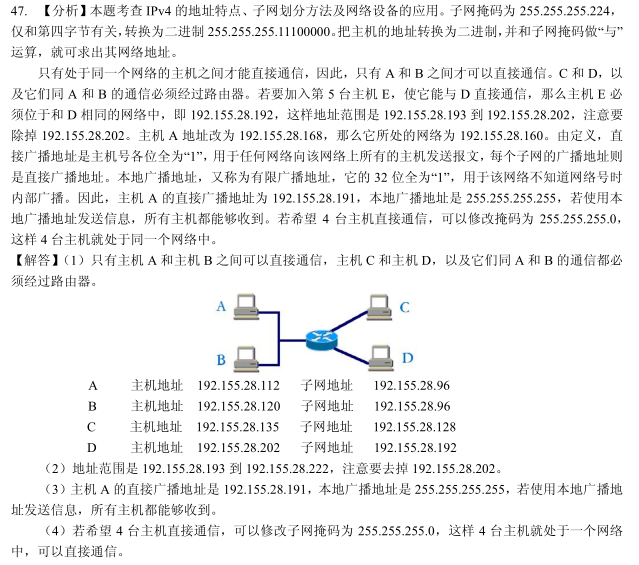 47. 【分析】本题考查 IPv4 的地址特点、子网划分方法及网络设备的应用。子网掩码为 255.255.255.224,
仅和第四字节有关,转换为二进制 255.255.255.11100000。把主机的地址转换为二进制,并和子网掩码做“与”
运算，就可求出其网络地址。
只有处于同一个网络的主机之间才能直接通信，因此，只有 A 和 B 之间才可以直接通信。C 和 D，以
及它们同 A 和 B 的通信必须经过路由器。若要加入第 5 台主机 E，使它能与 D 直接通信，那么主机 E 必
须位于和 D 相同的网络中，即 192.155.28.192，这样地址范围是 192.155.28.193 到 192.155.28.202，注意要
除掉 192.155.28.202。主机 A 地址改为 192.155.28.168，那么它所处的网络为 192.155.28.160。由定义，直
接广播地址是主机号各位全为“1”，用于任何网络向该网络上所有的主机发送报文，每个子网的广播地址则
是直接广播地址。本地广播地址，又称为有限广播地址，它的 32 位全为“1”，用于该网络不知道网络号时
内部广播。因此，主机 A 的直接广播地址为 192.155.28.191，本地广播地址是 255.255.255.255，若使用本
地广播地址发送信息，所有主机都能够收到。若希望 4 台主机直接通信，可以修改掩码为 255.255.255.0，
这样 4 台主机就处于同一个网络中。
【解答】（1）只有主机 A 和主机 B 之间可以直接通信，主机 C 和主机 D，以及它们同 A 和 B 的通信都必
须经过路由器。
A C
B D
A 主机地址 192.155.28.112 子网地址 192.155.28.96
B 主机地址 192.155.28.120 子网地址 192.155.28.96
C 主机地址 192.155.28.135 子网地址 192.155.28.128
D 主机地址 192.155.28.202 子网地址 192.155.28.192
（2）地址范围是 192.155.28.193 到 192.155.28.222，注意要去掉 192.155.28.202。
（3）主机 A 的直接广播地址是 192.155.28.191，本地广播地址是 255.255.255.255，若使用本地广播地
址发送信息，所有主机都能够收到。
（4）若希望 4 台主机直接通信，可以修改子网掩码为 255.255.255.0，这样 4 台主机就处于一个网络
中，可以直接通信。